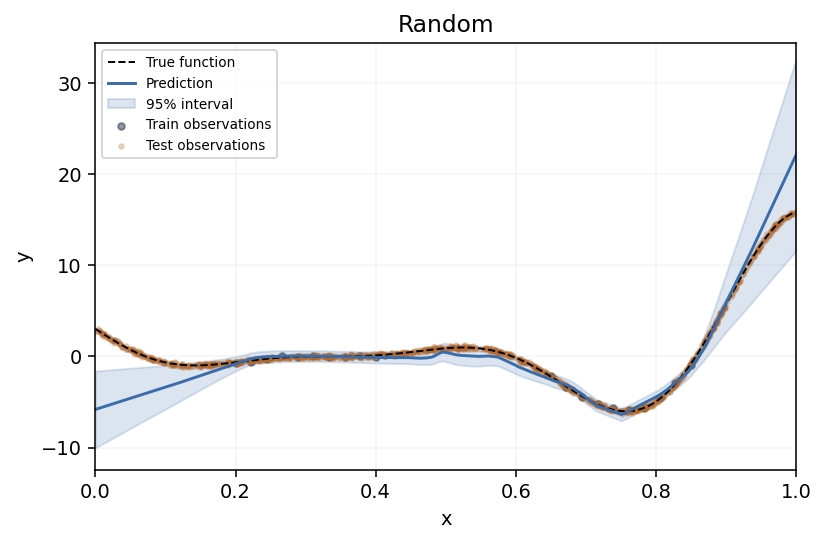 Random
True function
Prediction
95% interval
Train observations
Test observations
30
20
10
0
−10
y
0.0 0.2 0.4 0.6 0.8 1.0
x